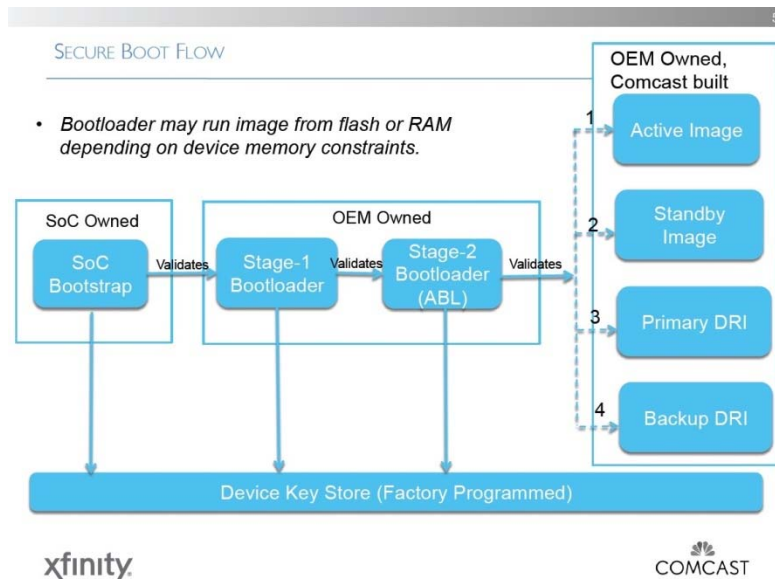 5
SECURE BOOT FLOW
• Bootloader may run image from flash or RAM
depending on device memory constraints.
OEM Owned,
Comcast built
1
Active Image
2
Standby
Image
3
Primary DRI
4
Backup DRI
SoC Owned
SoC
Bootstrap
Validates
OEM Owned
Stage-1
Bootloader
Validates
Stage-2
Bootloader
(ABL)
Validates
Device Key Store (Factory Programmed)
xfinity
COMCAST